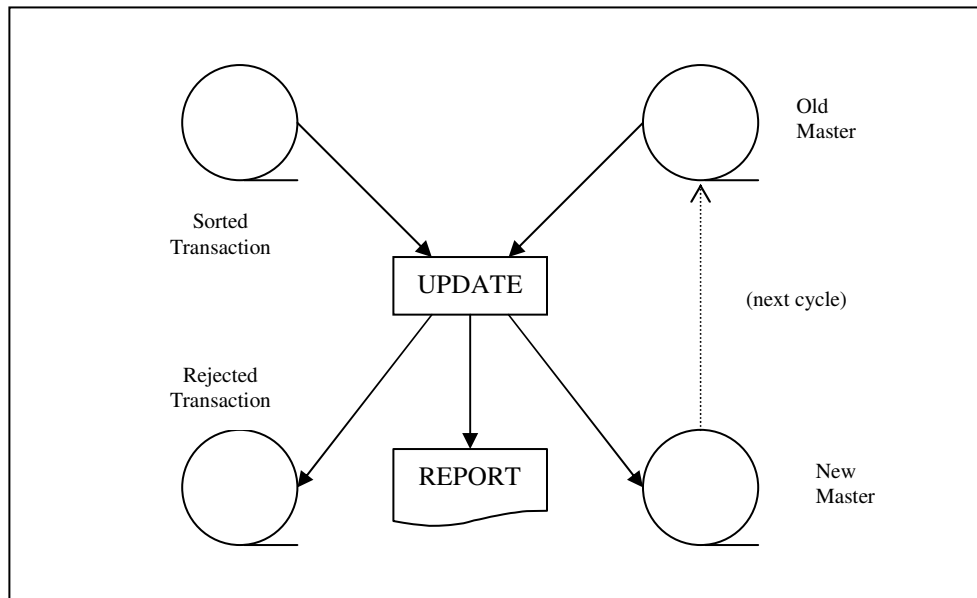 Old
Master
Sorted
Transaction
UPDATE
(next cycle)
Rejected
Transaction
REPORT
New
Master